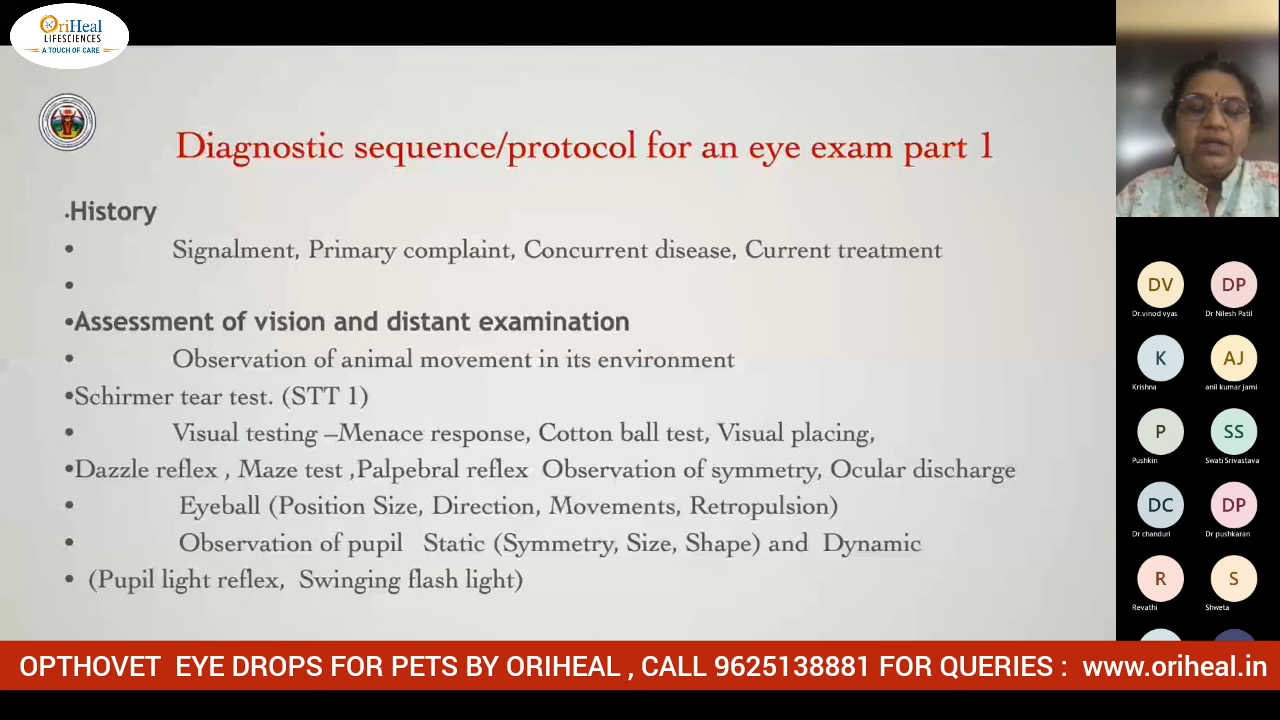 OriHeal
LIFESCIENCES
A TOUCH OF CARE
Diagnostic sequence/protocol for an eye exam part 1
•History
• Signalment, Primary complaint, Concurrent disease, Current treatment
•
•Assessment of vision and distant examination
• Observation of animal movement in its environment
•Schirmer tear test. (STT 1)
• Visual testing –Menace response, Cotton ball test, Visual placing,
•Dazzle reflex , Maze test ,Palpebral reflex Observation of symmetry, Ocular discharge
• Eyeball (Position Size, Direction, Movements, Retropulsion)
• Observation of pupil Static (Symmetry, Size, Shape) and Dynamic
• (Pupil light reflex, Swinging flash light)
DV DP
Dr.vinod vyas Dr Nilesh Patil
K AJ
Krishna anil kumar jami
P SS
Pushkin Swati Srivastava
DC DP
Dr chanduri Dr pushkaran
R S
Revathi Shweta
OPTHOVET EYE DROPS FOR PETS BY ORIHEAL , CALL 9625138881 FOR QUERIES : www.oriheal.in